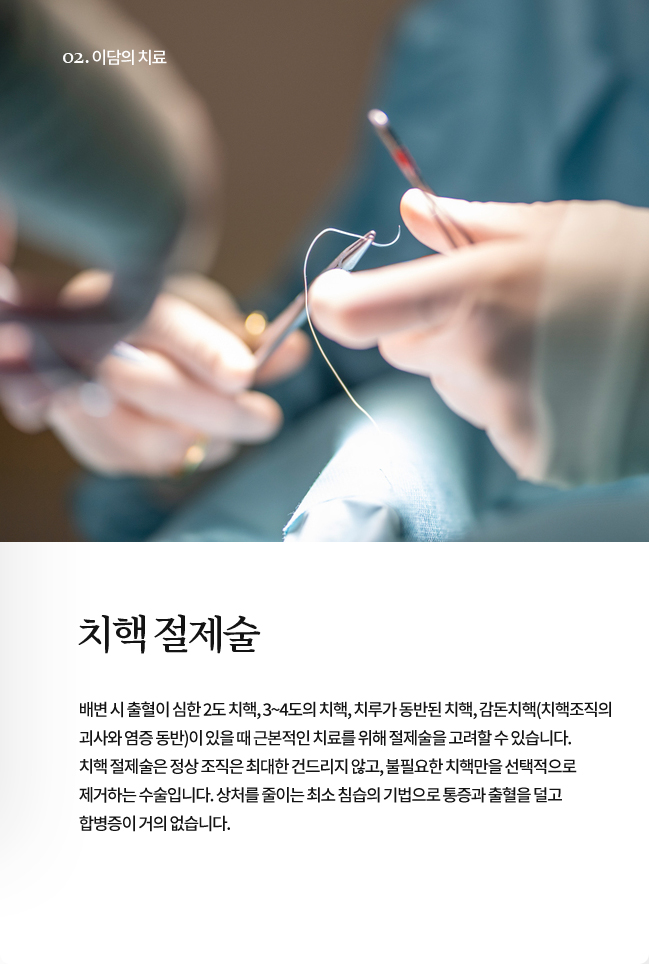 02. 이담의 치료
치핵 절제술
배변 시 출혈이 심한 2도 치핵, 3~4도의 치핵, 치루가 동반된 치핵, 감돈치핵(치핵조직의
괴사와 염증 동반)이 있을 때 근본적인 치료를 위해 절제술을 고려할 수 있습니다.
치핵 절제술은 정상 조직은 최대한 건드리지 않고, 불필요한 치핵만을 선택적으로
제거하는 수술입니다. 상처를 줄이는 최소 침습의 기법으로 통증과 출혈을 덜고
합병증이 거의 없습니다.